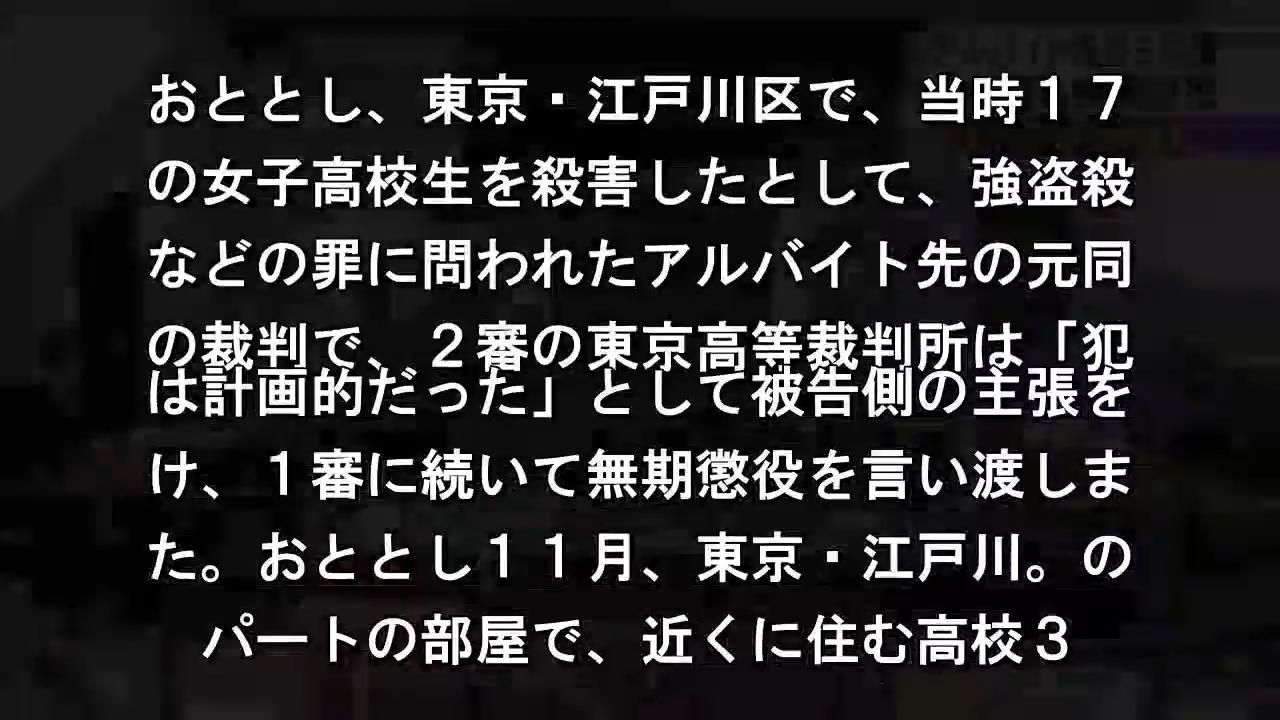 おととし、東京・江戸川区で、当時１７
の女子高校生を殺害したとして、強盗殺
などの罪に問われたアルバイト先の元同
の裁判で、２審の東京高等裁判所は「犯
は計画的だった」として被告側の主張を
け、１審に続いて無期懲役を言い渡しま
た。おととし１１月、東京・江戸川。の
パートの部屋で、近くに住む高校３